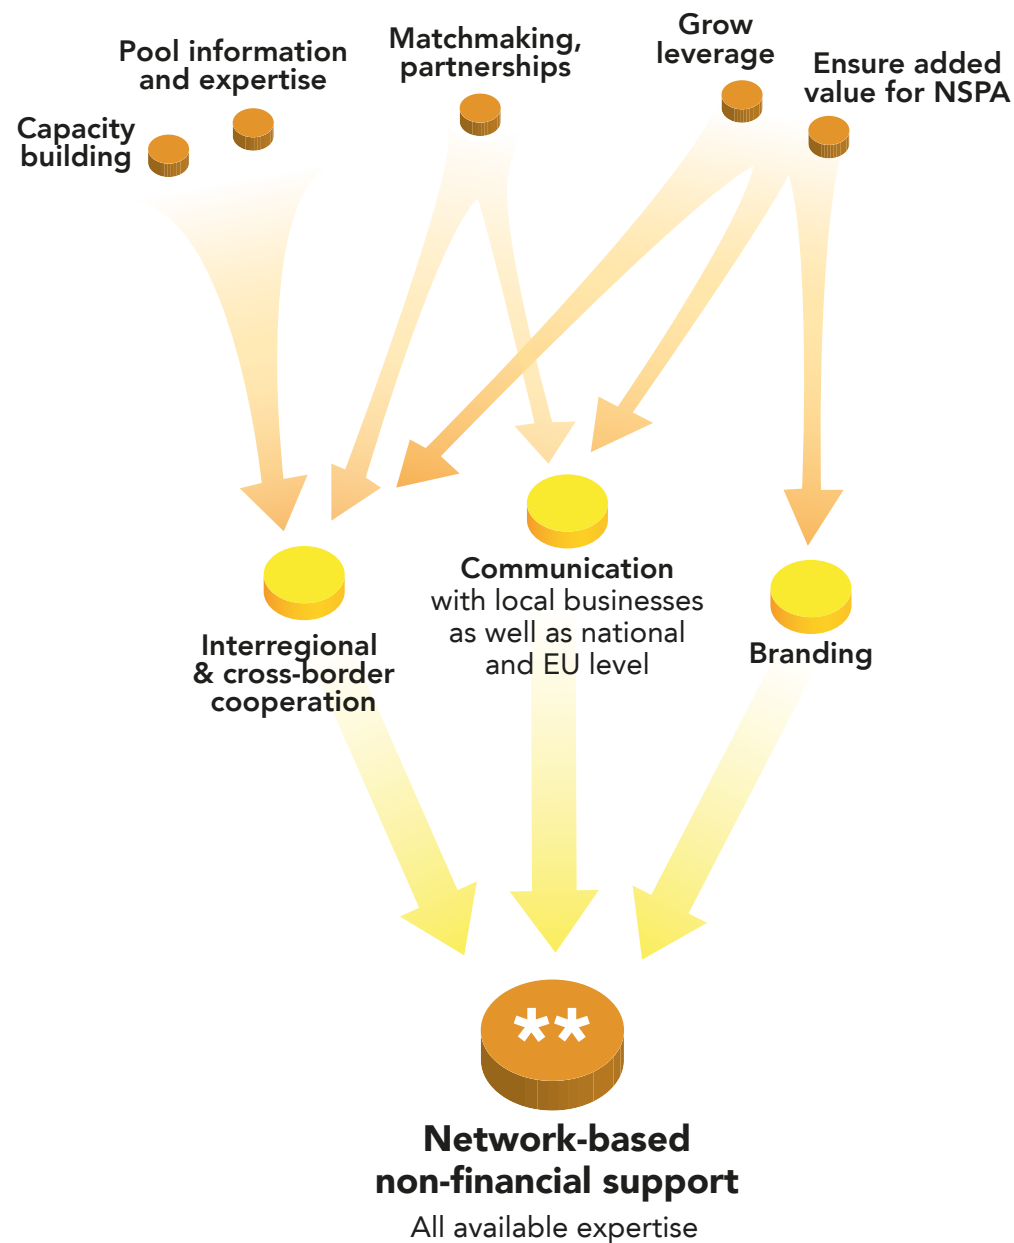 Pool information
and expertise
Matchmaking,
partnerships
Grow
leverage
Ensure added
value for NSPA
Capacity
building
Communication
with local businesses
as well as national
and EU level
Interregional
& cross-border
cooperation
Branding
**
Network-based
non-financial support
All available expertise